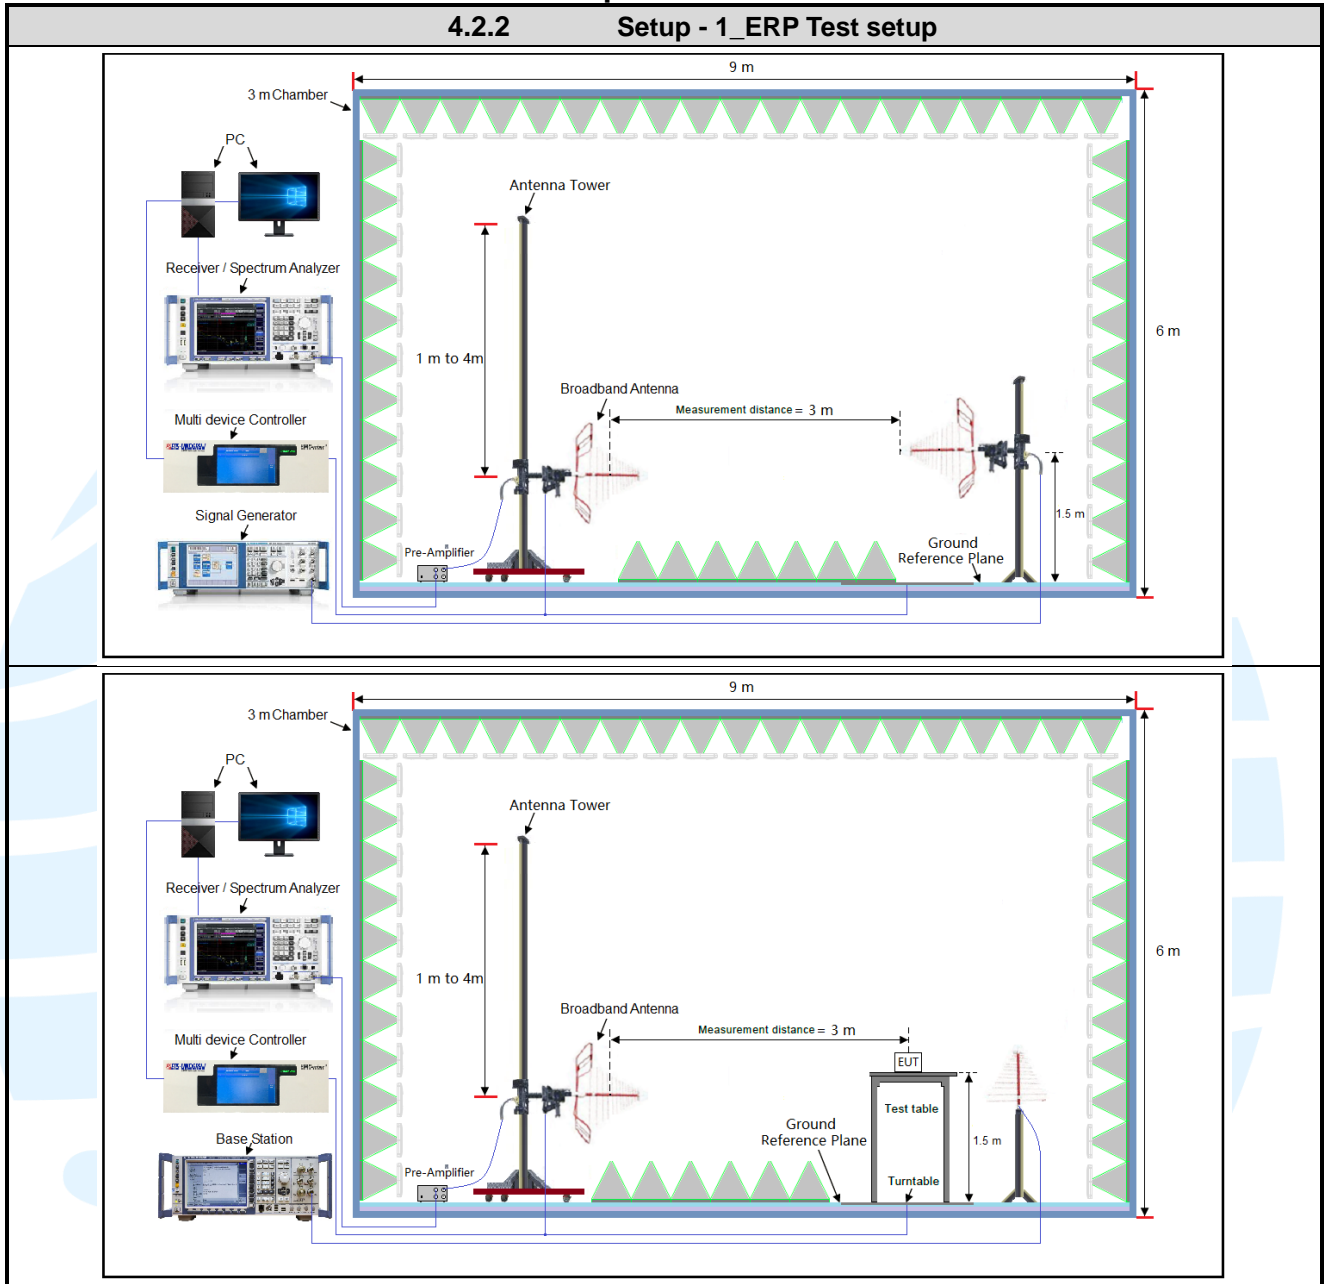 4.2.2 Setup - 1_ERP Test setup
9 m
3 m Chamber
PC
Antenna Tower
Receiver / Spectrum Analyzer
6 m
1 m to 4m
Broadband Antenna
Measurement distance = 3 m
Multi device Controller
1.5 m
Signal Generator
Ground
Reference Plane
Pre-Amplifier
9 m
3 m Chamber
PC
Antenna Tower
Receiver / Spectrum Analyzer
6 m
1 m to 4m
Broadband Antenna
Measurement distance = 3 m
Multi device Controller
EUT
Test table
Ground
Reference Plane
1.5 m
Base Station
Pre-Amplifier
Turntable